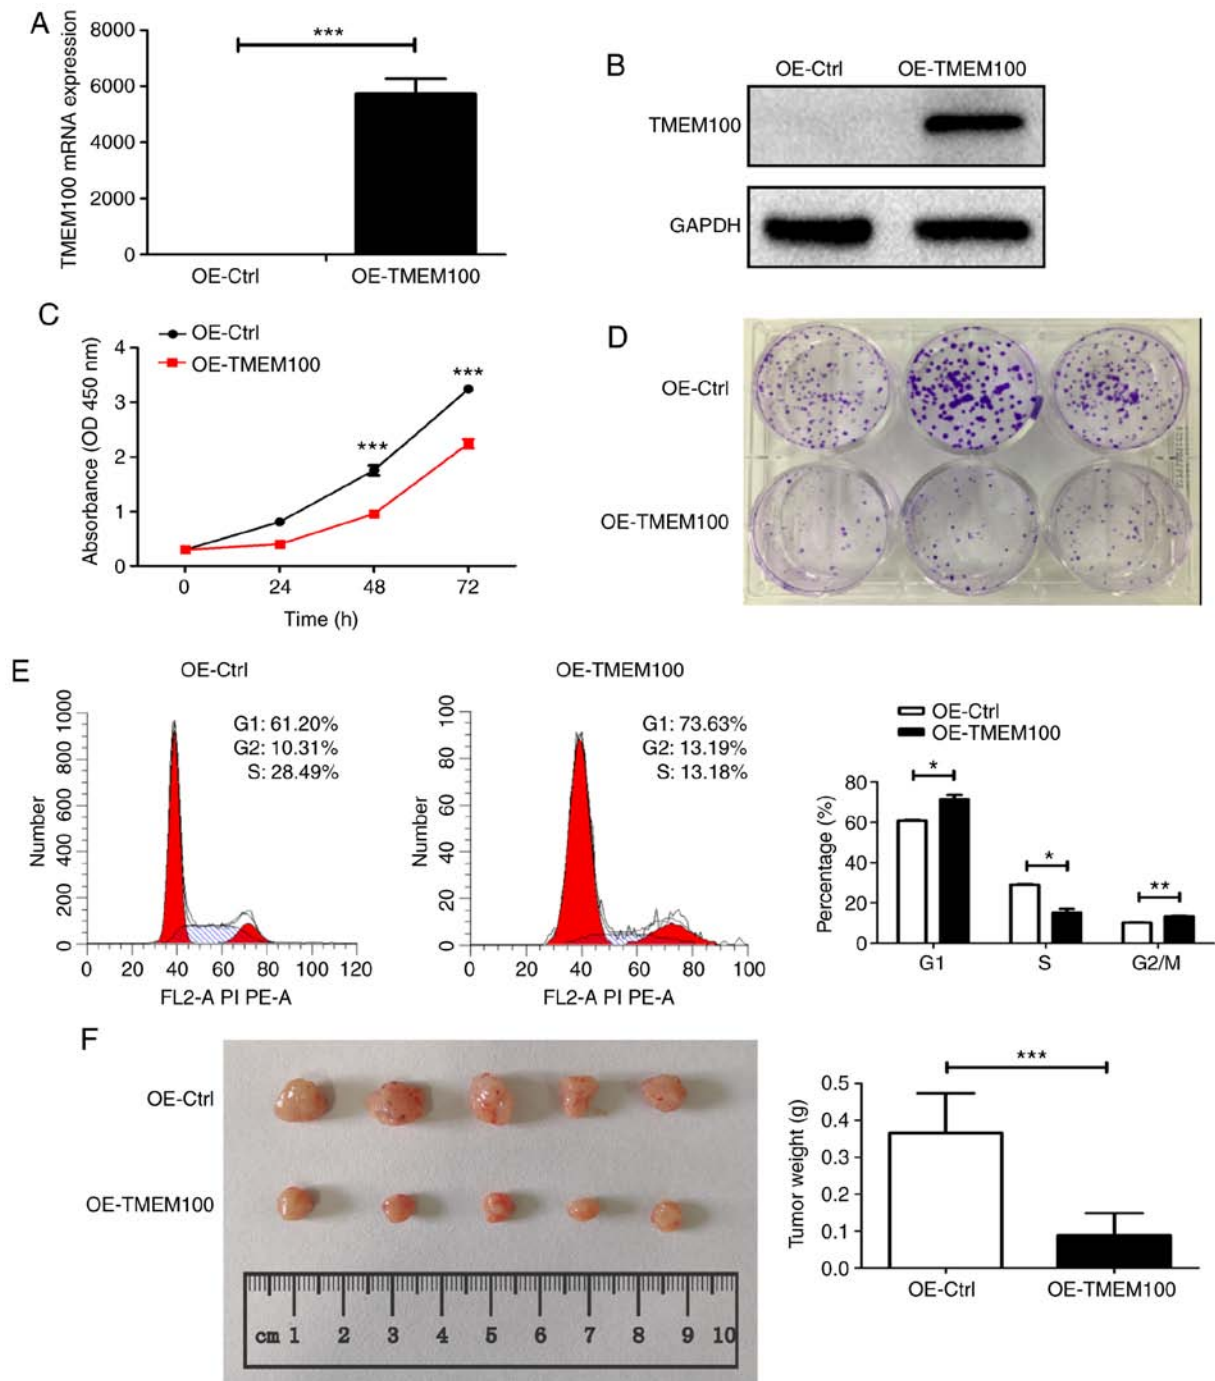 A
8000
6000
4000
2000
0
TMEM100 mRNA expression
***
OE-Ctrl
OE-TMEM100
B
OE-Ctrl
OE-TMEM100
TMEM100
GAPDH
C
OE-Ctrl
OE-TMEM100
4
3
2
1
0
Absorbance (OD 450 nm)
***
***
0
24
48
72
Time (h)
D
OE-Ctrl
OE-TMEM100
E
OE-Ctrl
G1: 61.20%
G2: 10.31%
S: 28.49%
Number
0 200 400 600 800 1000
0 20 40 60 80 100 120
FL2-A PI PE-A
OE-TMEM100
G1: 73.63%
G2: 13.19%
S: 13.18%
Number
0 20 40 60 80 100
0 20 40 60 80 100
FL2-A PI PE-A
OE-Ctrl
OE-TMEM100
80
60
40
20
0
Percentage (%)
*
*
**
G1
S
G2/M
F
OE-Ctrl
OE-TMEM100
cm 1 2 3 4 5 6 7 8 9 10
***
0.5
0.4
0.3
0.2
0.1
0.0
Tumor weight (g)
OE-Ctrl
OE-TMEM100